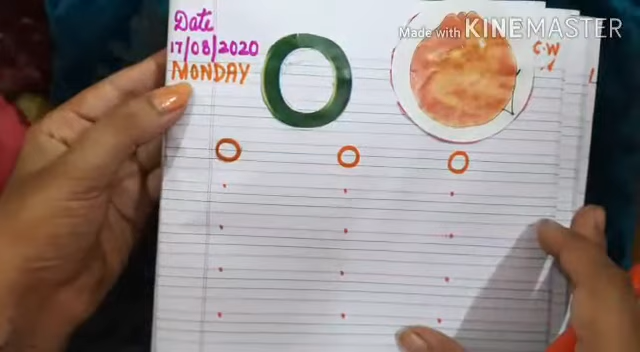 Date
17/08/2020
MONDAY
O
C.W
Made with KINEMASTER
O O O